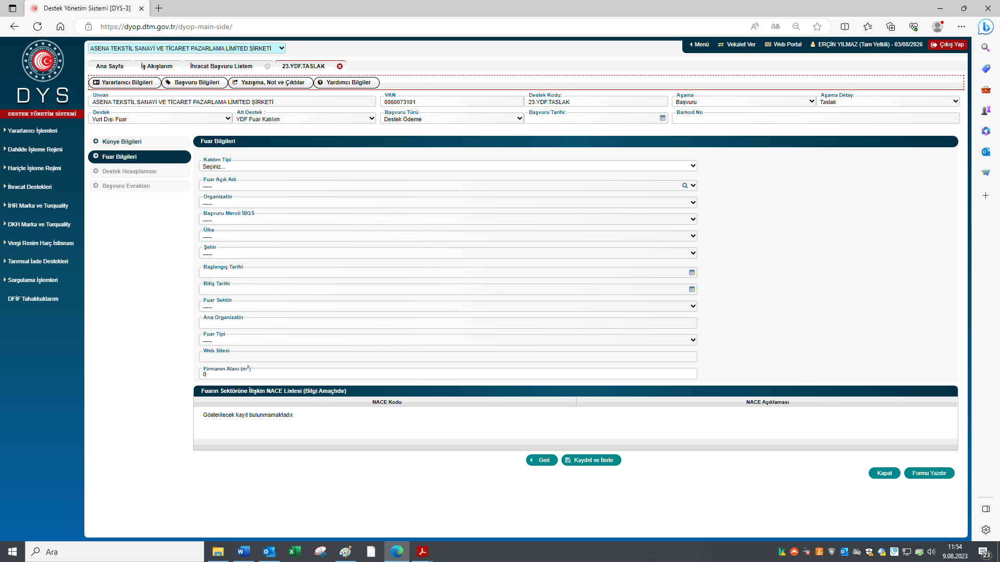 Destek Yönetim Sistemi [DYS-3]
https://dyop.dtm.gov.tr/dyop-main-side/
ASENA TEKSTİL SANAYİ VE TİCARET PAZARLAMA LİMİTED ŞİRKETİ
Menü Vekalet Ver Web Portal ERÇİN YILMAZ (Tam Yetkili) - 03/08/2026 Çıkış Yap
Ana Sayfa İş Akışlarım İhracat Başvuru Listem 23.YDF.TASLAK
Yararlanıcı Bilgileri Başvuru Bilgileri Yazışma, Not ve Çıktılar Yardımcı Bilgiler
DYS
DESTEK YÖNETİM SİSTEMİ
Yararlanıcı İşlemleri
Dahilde İşleme Rejimi
Hariçte İşleme Rejimi
İhracat Destekleri
İHR Marka ve Turquality
DKH Marka ve Turquality
Vergi Resim Harç İstisnası
Tarımsal İade Destekleri
Sorgulama İşlemleri
DFİF Tahakkuklarım
Unvan VKN Destek Kodu: Aşama Aşama Detay:
ASENA TEKSTİL SANAYİ VE TİCARET PAZARLAMA LİMİTED ŞİRKETİ 0860073101 23.YDF.TASLAK Başvuru Taslak
Destek Alt Destek : Başvuru Türü Başvuru Tarihi: Barkod No
Yurt Dışı Fuar YDF Fuar Katılım Destek Ödeme
Künye Bilgileri
Fuar Bilgileri
Destek Hesaplaması
Başvuru Evrakları
Fuar Bilgileri
Katılım Tipi
Seçiniz...
Fuar Açık Adı
-----
Organizatör
-----
Başvuru Mercii İBGS
-----
Ülke
-----
Şehir
-----
Başlangıç Tarihi
Bitiş Tarihi
Fuar Sektör
-----
Ana Organizatör
Fuar Tipi
-----
Web Sitesi
Firmanın Alanı (m²)
0
Fuarın Sektörüne İlişkin NACE Listesi (Bilgi Amaçlıdır)
NACE Kodu NACE Açıklaması
Gösterilecek kayıt bulunmamaktadır.
Geri Kaydet ve İlerle
Kapat Formu Yazdır
Ara
11:54
9.08.2023
23